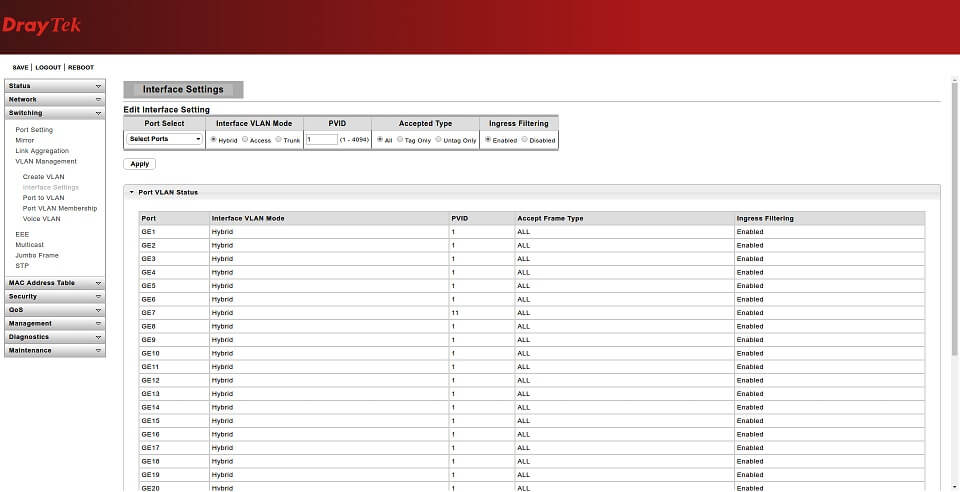 DrayTek
SAVE | LOGOUT | REBOOT
Status
Network
Switching
Port Setting
Mirror
Link Aggregation
VLAN Management
Create VLAN
Interface Settings
Port to VLAN
Port VLAN Membership
Voice VLAN
EEE
Multicast
Jumbo Frame
STP
MAC Address Table
Security
QoS
Management
Diagnostics
Maintenance
Interface Settings
Edit Interface Setting
Port Select Interface VLAN Mode PVID Accepted Type Ingress Filtering
Select Ports Hybrid Access Trunk 1 (1 - 4094) All Tag Only Untag Only Enabled Disabled
Apply
Port VLAN Status
Port Interface VLAN Mode PVID Accept Frame Type Ingress Filtering
GE1 Hybrid 1 ALL Enabled
GE2 Hybrid 1 ALL Enabled
GE3 Hybrid 1 ALL Enabled
GE4 Hybrid 1 ALL Enabled
GE5 Hybrid 1 ALL Enabled
GE6 Hybrid 1 ALL Enabled
GE7 Hybrid 11 ALL Enabled
GE8 Hybrid 1 ALL Enabled
GE9 Hybrid 1 ALL Enabled
GE10 Hybrid 1 ALL Enabled
GE11 Hybrid 1 ALL Enabled
GE12 Hybrid 1 ALL Enabled
GE13 Hybrid 1 ALL Enabled
GE14 Hybrid 1 ALL Enabled
GE15 Hybrid 1 ALL Enabled
GE16 Hybrid 1 ALL Enabled
GE17 Hybrid 1 ALL Enabled
GE18 Hybrid 1 ALL Enabled
GE19 Hybrid 1 ALL Enabled
GE20 Hybrid 1 ALL Enabled